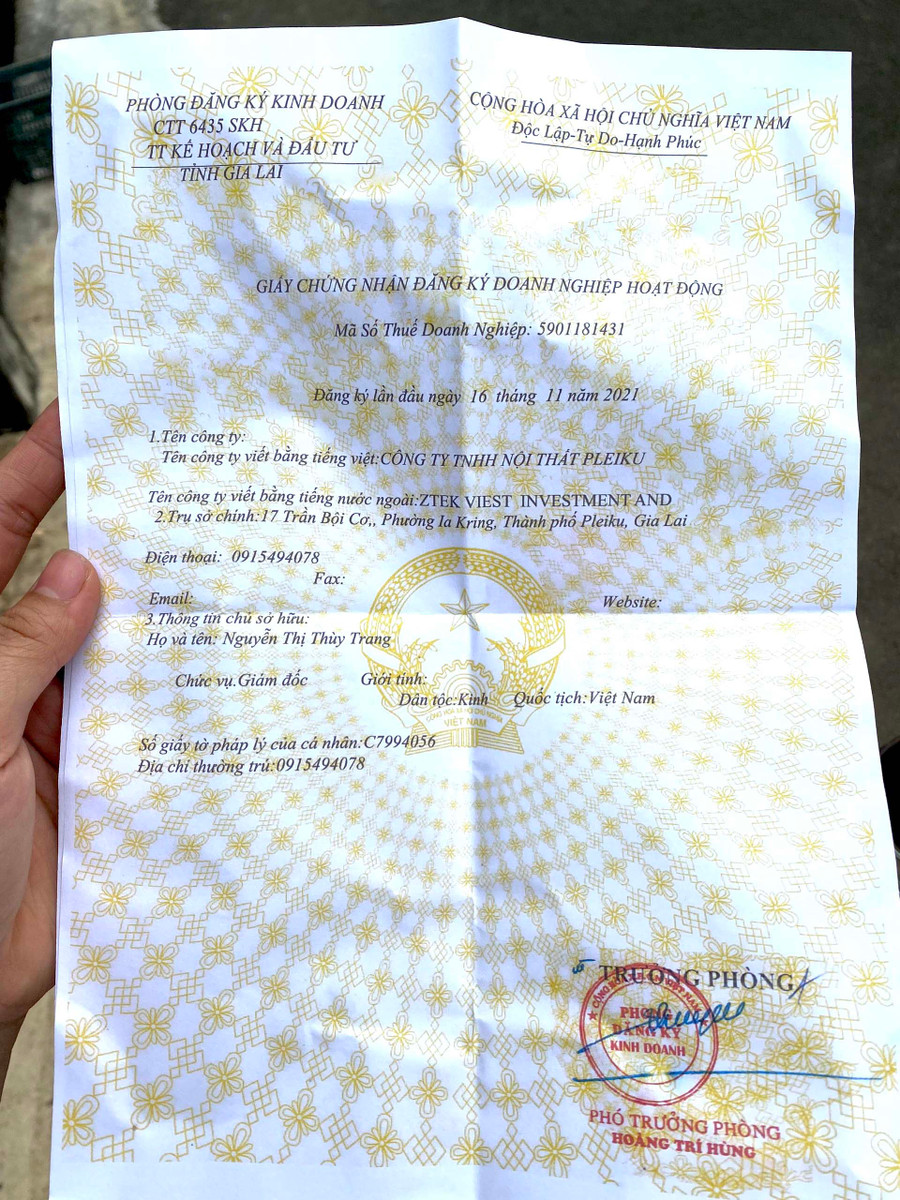 PHÒNG ĐĂNG KÝ KINH DOANH
CTT 6435 SKH
TT KẾ HOẠCH VÀ ĐẦU TƯ
TỈNH GIA LAI
CỘNG HÒA XÃ HỘI CHỦ NGHĨA VIỆT NAM
Độc Lập-Tự Do-Hạnh Phúc
GIẤY CHỨNG NHẬN ĐĂNG KÝ DOANH NGHIỆP HOẠT ĐỘNG
Mã Số Thuế Doanh Nghiệp: 5901181431
Đăng ký lần đầu ngày 16 tháng 11 năm 2021
1.Tên công ty:
Tên công ty viết bằng tiếng việt:CÔNG TY TNHH NỘI THẤT PLEIKU
Tên công ty viết bằng tiếng nước ngoài:ZTEK VIEST INVESTMENT AND
2.Trụ sở chính:17 Trần Bội Cơ,, Phường Ia Kring, Thành phố Pleiku, Gia Lai
Điện thoại: 0915494078
Fax:
Email:
Website:
3.Thông tin chủ sở hữu:
Họ và tên: Nguyễn Thị Thùy Trang
Chức vụ.Giám đốc
Giới tính:
Dân tộc:Kinh Quốc tịch:Việt Nam
VIỆT NAM
Số giấy tờ pháp lý của cá nhân:C7994056
Địa chỉ thường trú:0915494078
TRƯỞNG PHÒNG
PHÒNG
ĐĂNG KÝ
KINH DOANH
PHÓ TRƯỞNG PHÒNG
HOÀNG TRÍ HÙNG